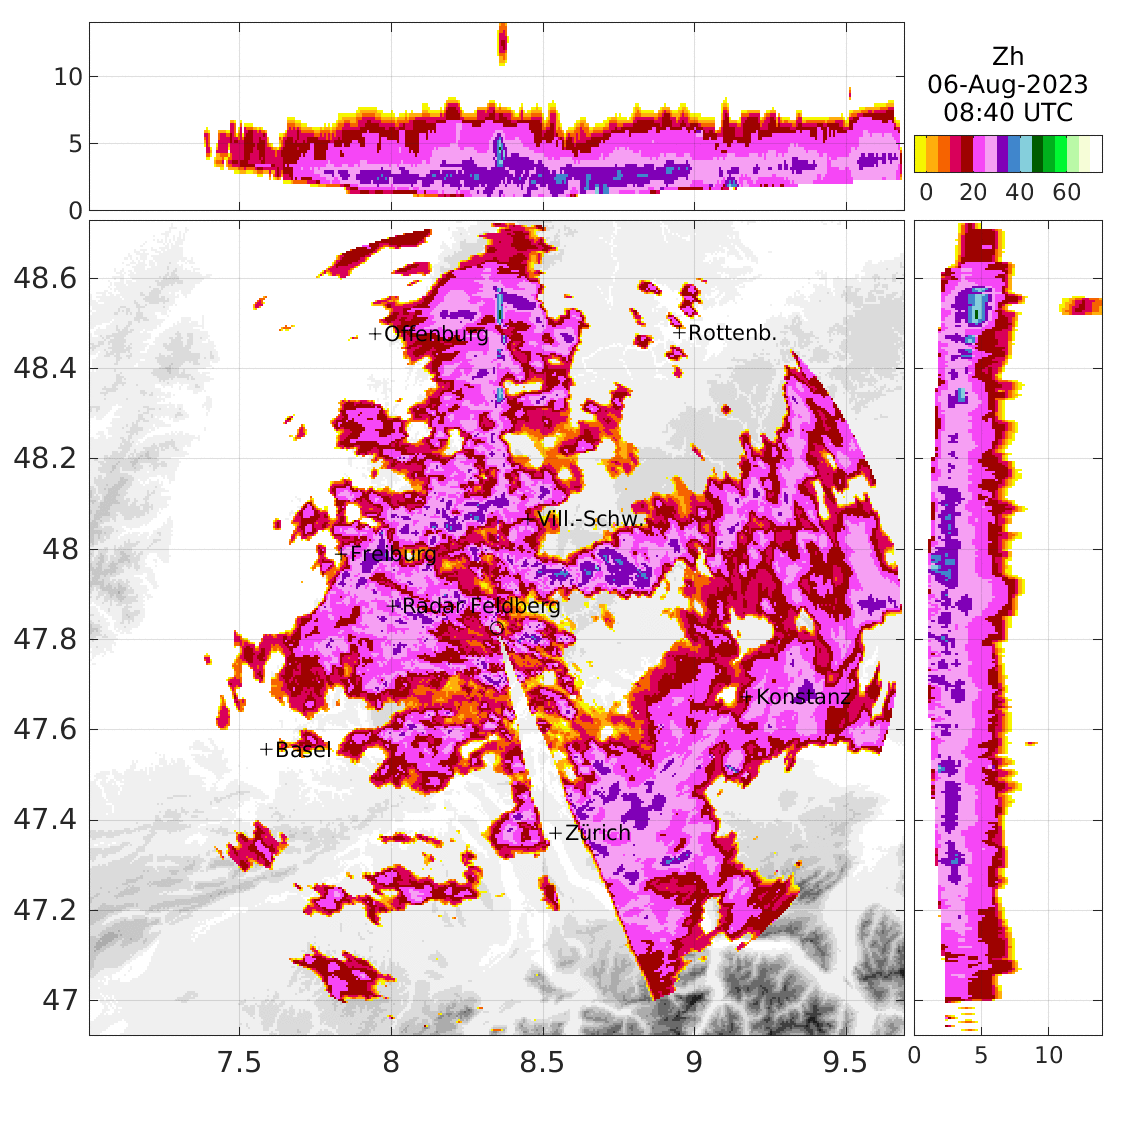 Zh
06-Aug-2023
08:40 UTC
0 20 40 60
10
5
0
48.6
48.4
48.2
48
47.8
47.6
47.4
47.2
47
+Offenburg
+Rottenb.
+Vill.-Schw.
+Freiburg
+Radar Feldberg
+Konstanz
+Basel
+Zürich
7.5 8 8.5 9 9.5
0 5 10